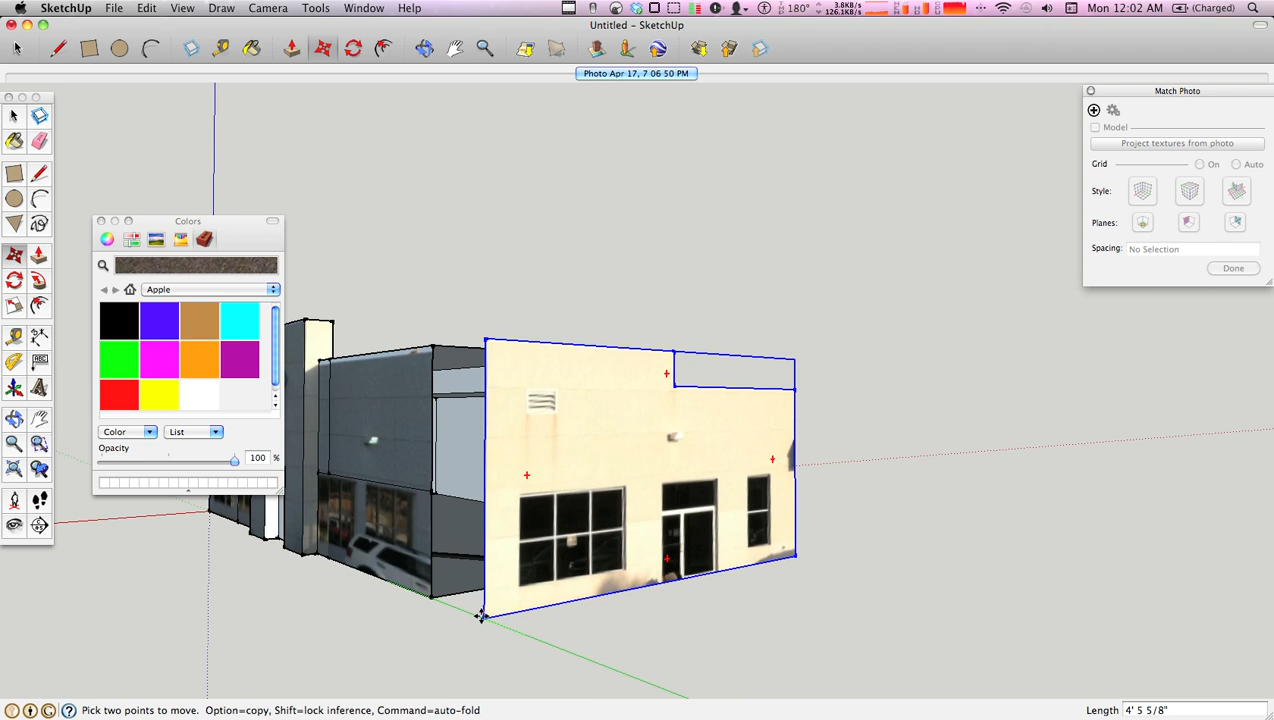 SketchUp File Edit View Draw Camera Tools Window Help 180° 3.8KB/s 126.1KB/s Mon 12:02 AM (Charged)
Untitled - SketchUp
Photo Apr 17, 7 06 50 PM
Match Photo
Model
Project textures from photo
Grid On Auto
Style:
Planes:
Spacing: No Selection
Done
Colors
Apple
Color List
Opacity
100 %
ABC
A
Pick two points to move. Option=copy, Shift=lock inference, Command=auto-fold
Length 4' 5 5/8"